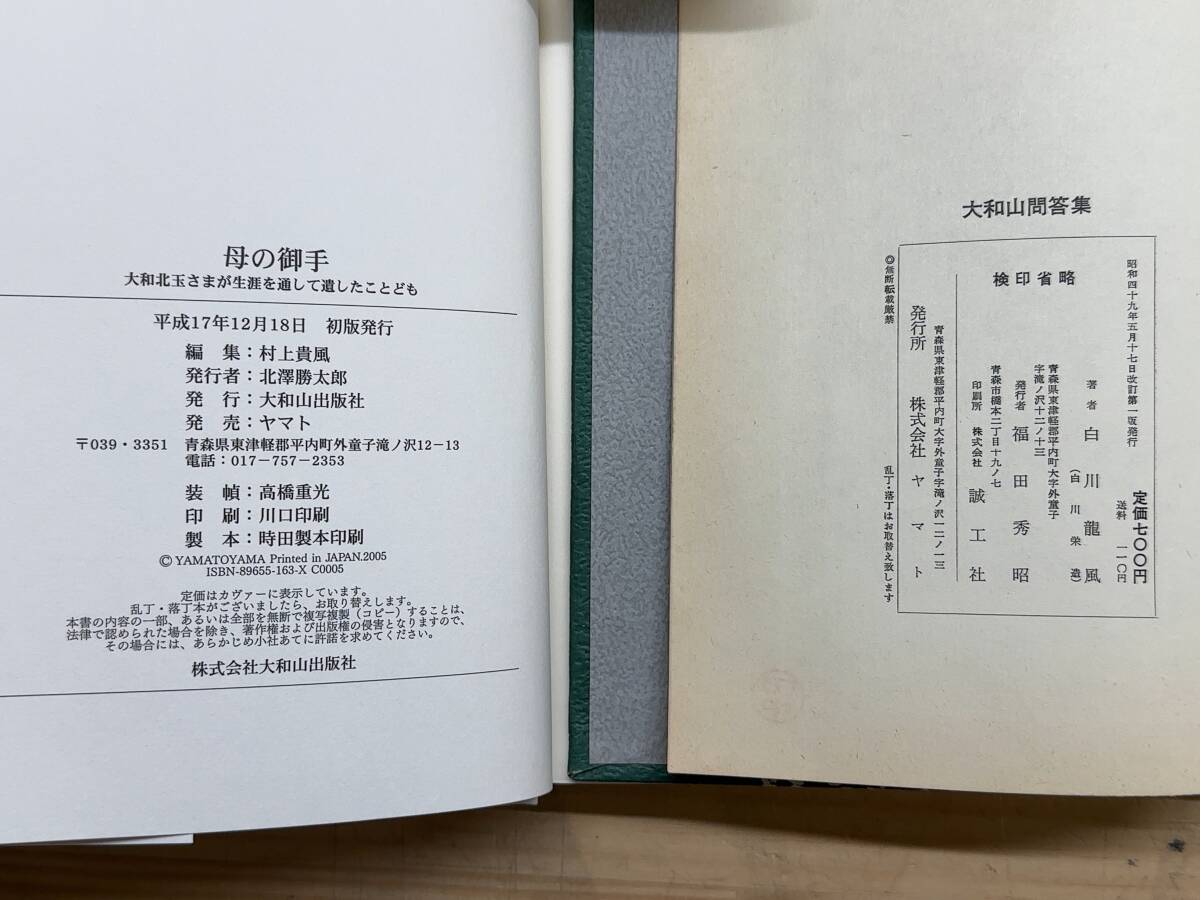 母の御手
大和北玉さまが生涯を通して遺したことども
平成17年12月18日　初版発行
編　集：村上貴風
発行者：北澤勝太郎
発　行：大和山出版社
発　売：ヤマト
〒039・3351　青森県東津軽郡平内町外童子滝ノ沢12−13
電話：017−757−2353
装　幀：高橋重光
印　刷：川口印刷
製　本：時田製本印刷
© YAMATOYAMA Printed in JAPAN.2005
ISBN-89655-163-X C0005
定価はカヴァーに表示しています。
乱丁・落丁本がございましたら、お取り替えします。
本書の内容の一部、あるいは全部を無断で複写複製（コピー）することは、
法律で認められた場合を除き、著作権および出版権の侵害となりますので、
その場合には、あらかじめ小社あてに許諾を求めてください。
株式会社大和山出版社
大和山問答集
昭和四十九年五月十七日改訂第一版発行
定価七〇〇円
送料　一一〇円
検印省略
著者　白川龍風
（白川栄造）
青森県東津軽郡平内町大字外童子
字滝ノ沢十二ノ十三
発行者　福田秀昭
青森市橋本二丁目十九ノ七
印刷所　株式会社　誠工社
青森県東津軽郡平内町大字外童子字滝ノ沢一二ノ一三
発行所　株式会社ヤマト
◎無断転載厳禁
乱丁・落丁はお取替え致します